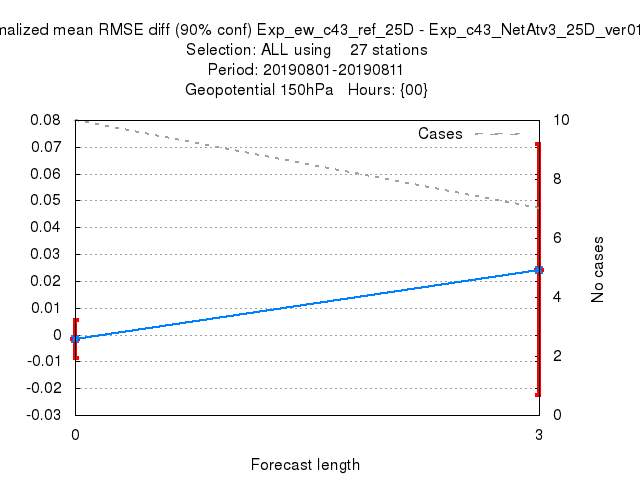 malized mean RMSE diff (90% conf) Exp_ew_c43_ref_25D - Exp_c43_NetAtv3_25D_ver01
Selection: ALL using 27 stations
Period: 20190801-20190811
Geopotential 150hPa Hours: {00}
Cases
0.08
0.07
0.06
0.05
0.04
0.03
0.02
0.01
0
-0.01
-0.02
-0.03
10
8
6
4
2
0
No cases
0
3
Forecast length